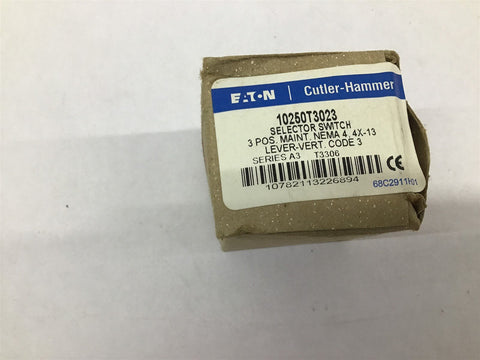 EATON Cutler-Hammer
10250T3023
SELECTOR SWITCH
3 POS. MAINT. NEMA 4, 4X-13
LEVER-VERT. CODE 3
SERIES A3 T3306
10782113226894
68C2911H01
CE